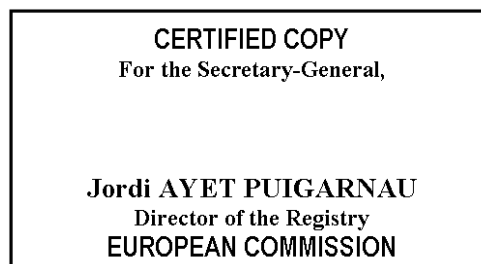 CERTIFIED COPY
For the Secretary-General,
Jordi AYET PUIGARNAU
Director of the Registry
EUROPEAN COMMISSION